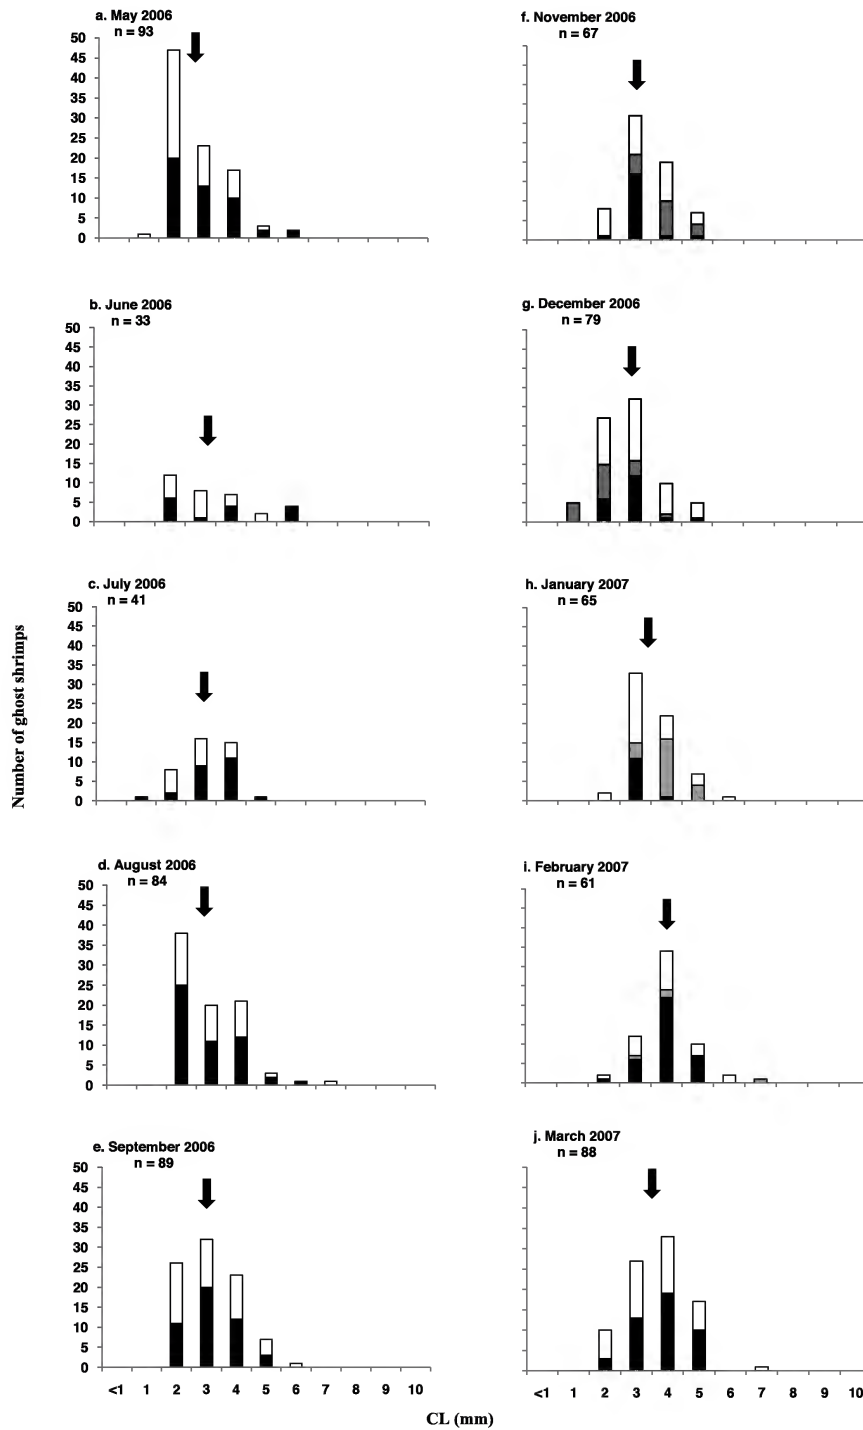 a. May 2006
n = 93
50
45
40
35
30
25
20
15
10
5
0
b. June 2006
n = 33
50
45
40
35
30
25
20
15
10
5
0
c. July 2006
n = 41
50
45
40
35
30
25
20
15
10
5
0
d. August 2006
n = 84
50
45
40
35
30
25
20
15
10
5
0
e. September 2006
n = 89
50
45
40
35
30
25
20
15
10
5
0
<1 1 2 3 4 5 6 7 8 9 10
f. November 2006
n = 67
g. December 2006
n = 79
h. January 2007
n = 65
i. February 2007
n = 61
j. March 2007
n = 88
<1 1 2 3 4 5 6 7 8 9 10
Number of ghost shrimps
CL (mm)